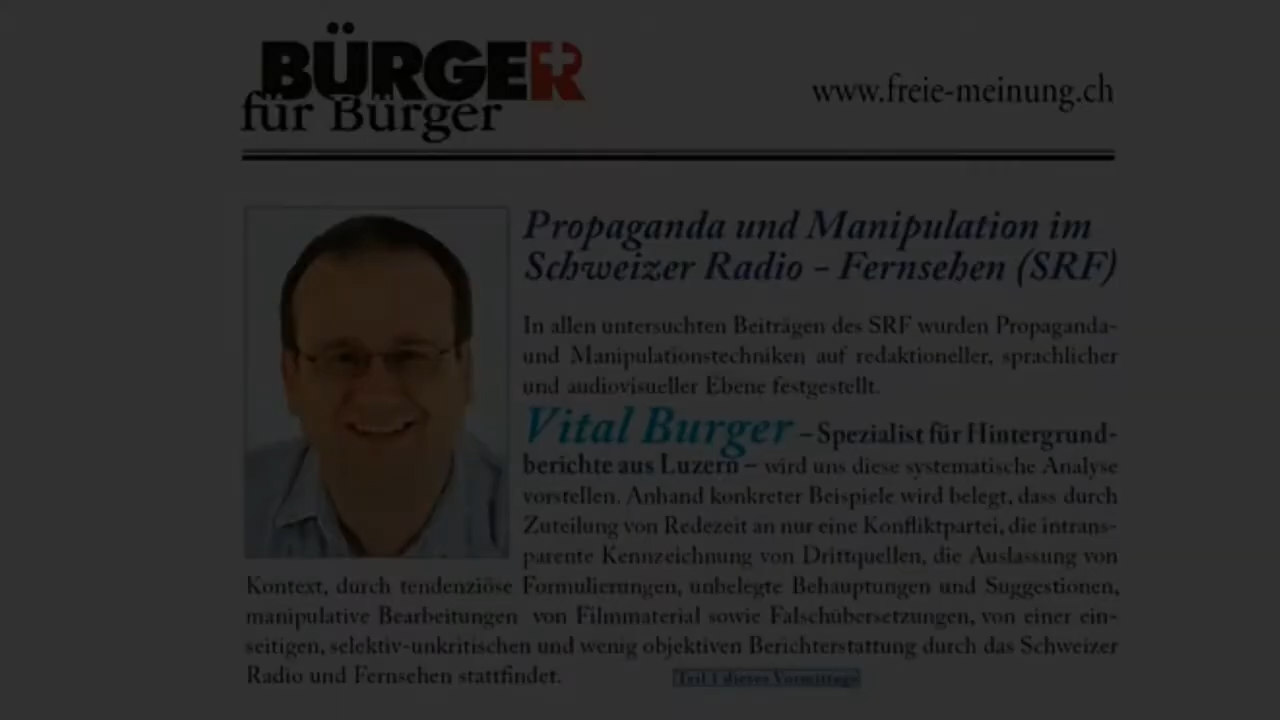 BÜRGER
für Bürger
www.freie-meinung.ch
Propaganda und Manipulation im
Schweizer Radio - Fernsehen (SRF)
In allen untersuchten Beiträgen des SRF wurden Propaganda-
und Manipulationstechniken auf redaktioneller, sprachlicher
und audiovisueller Ebene festgestellt.
Vital Burger – Spezialist für Hintergrund-
berichte aus Luzern – wird uns diese systematische Analyse
vorstellen. Anhand konkreter Beispiele wird belegt, dass durch
Zuteilung von Redezeit an nur eine Konfliktpartei, die intrans-
parente Kennzeichnung von Drittquellen, die Auslassung von
Kontext, durch tendenziöse Formulierungen, unbelegte Behauptungen und Suggestionen,
manipulative Bearbeitungen von Filmmaterial sowie Falschübersetzungen, von einer ein-
seitigen, selektiv-unkritischen und wenig objektiven Berichterstattung durch das Schweizer
Radio und Fernsehen stattfindet.
Teil 1 dieses Vormittags